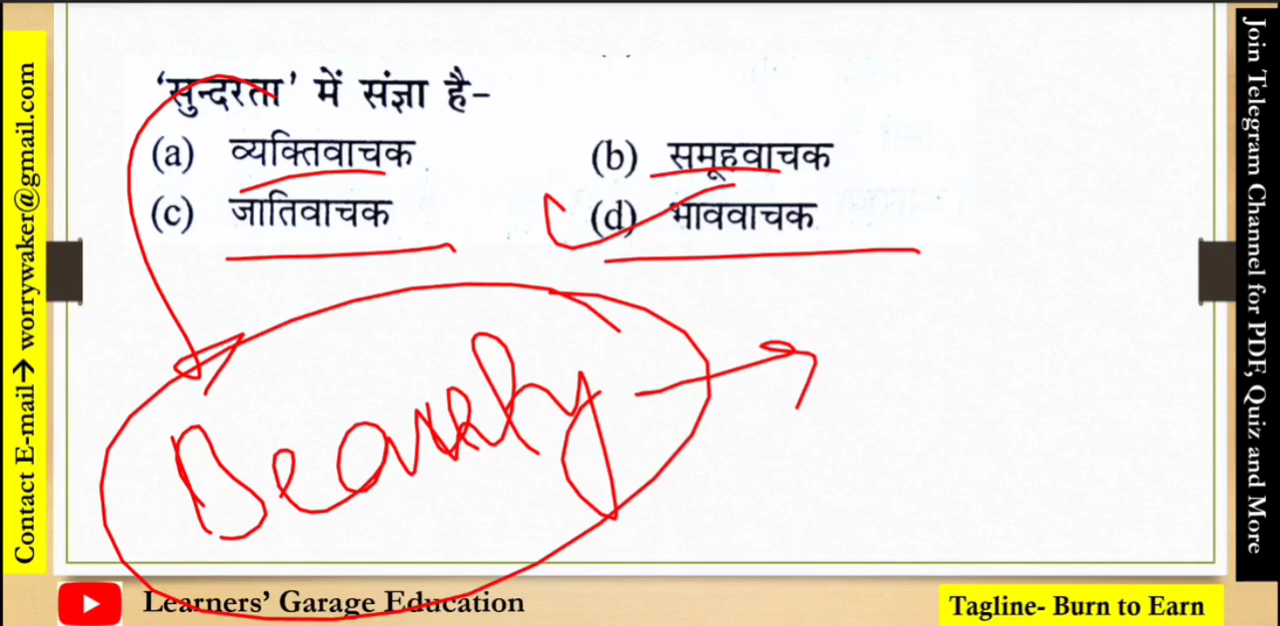 'सुन्दरता' में संज्ञा है-
(a) व्यक्तिवाचक (b) समूहवाचक
(c) जातिवाचक (d) भाववाचक
Contact E-mail→ worrywaker@gmail.com
Join Telegram Channel for PDF, Quiz and More
Learners' Garage Education
Tagline- Burn to Earn